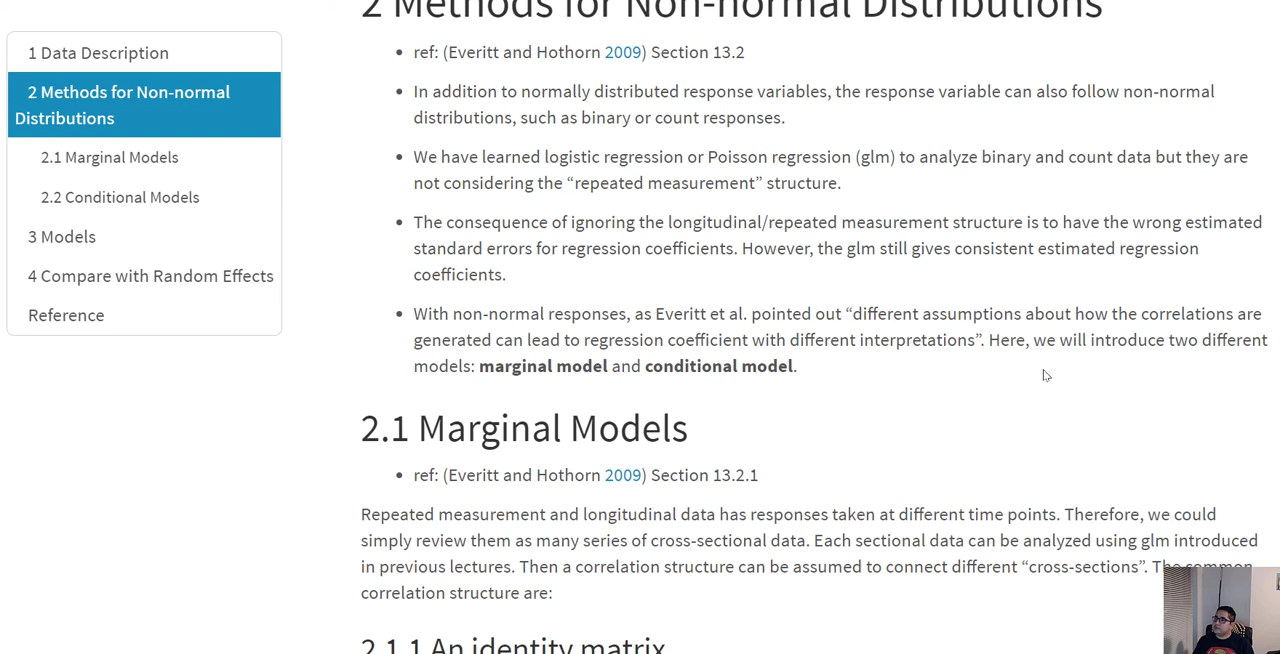 2 Methods for Non-normal Distributions
1 Data Description
2 Methods for Non-normal
Distributions
2.1 Marginal Models
2.2 Conditional Models
3 Models
4 Compare with Random Effects
Reference
• ref: (Everitt and Hothorn 2009) Section 13.2
• In addition to normally distributed response variables, the response variable can also follow non-normal
distributions, such as binary or count responses.
• We have learned logistic regression or Poisson regression (glm) to analyze binary and count data but they are
not considering the “repeated measurement” structure.
• The consequence of ignoring the longitudinal/repeated measurement structure is to have the wrong estimated
standard errors for regression coefficients. However, the glm still gives consistent estimated regression
coefficients.
• With non-normal responses, as Everitt et al. pointed out “different assumptions about how the correlations are
generated can lead to regression coefficient with different interpretations”. Here, we will introduce two different
models: marginal model and conditional model.
2.1 Marginal Models
• ref: (Everitt and Hothorn 2009) Section 13.2.1
Repeated measurement and longitudinal data has responses taken at different time points. Therefore, we could
simply review them as many series of cross-sectional data. Each sectional data can be analyzed using glm introduced
in previous lectures. Then a correlation structure can be assumed to connect different “cross-sections”. The common
correlation structure are:
2.1.1 An identity matrix